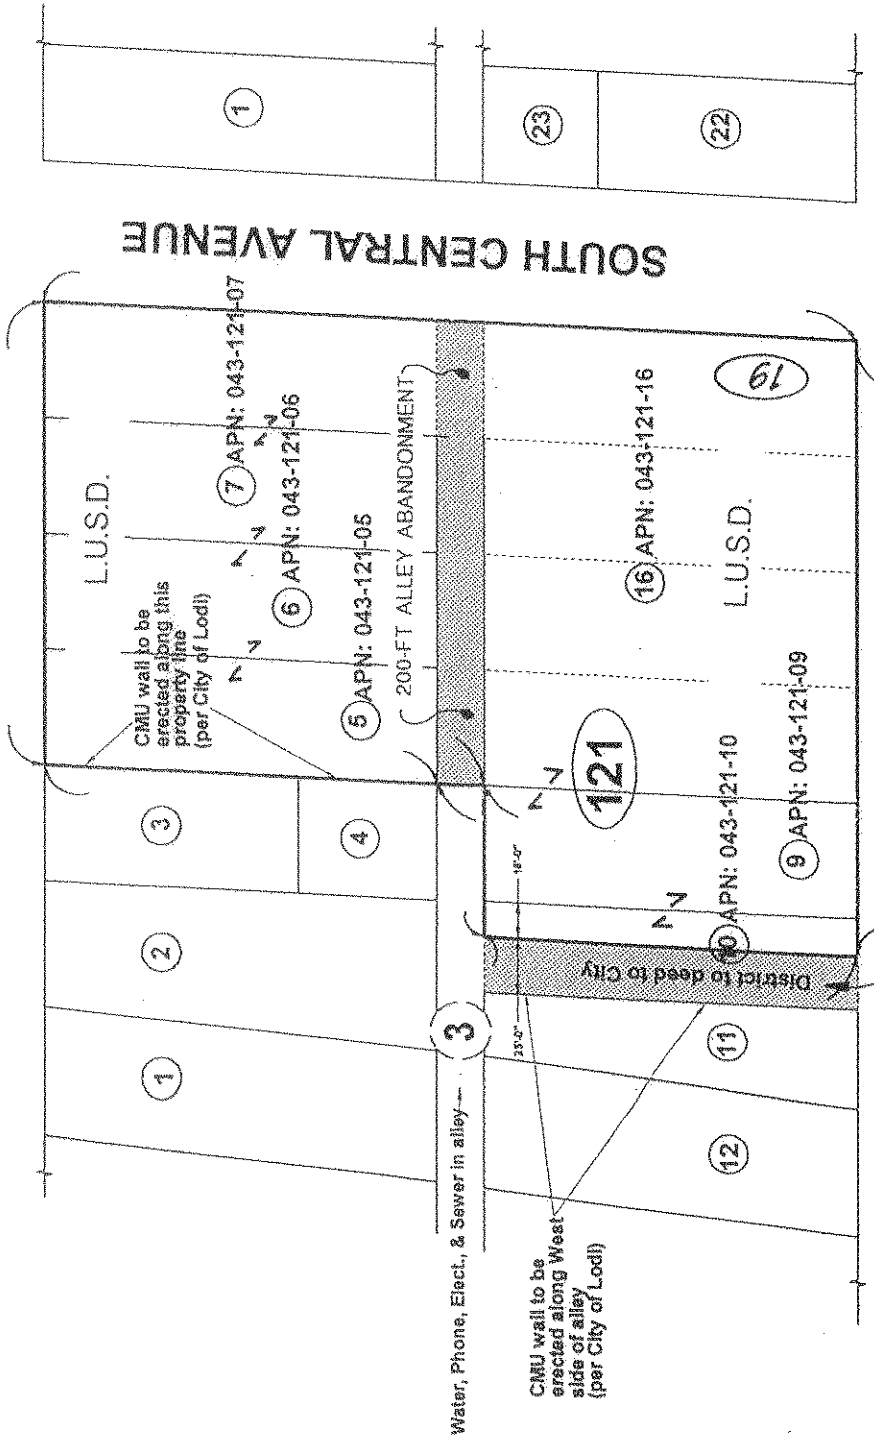 1
23
22
SOUTH CENTRAL AVENUE
L.U.S.D.
7 APN: 043-121-07
6 APN: 043-121-06
5 APN: 043-121-05
200-FT ALLEY ABANDONMENT
CMU wall to be
erected along this
property line
(per City of Lodi)
19
16 APN: 043-121-16
L.U.S.D.
121
10 APN: 043-121-10
9 APN: 043-121-09
3
4
2
1
3
Water, Phone, Elect., & Sewer in alley
District to deed to City
11
12
CMU wall to be
erected along West
side of alley
(per City of Lodi)